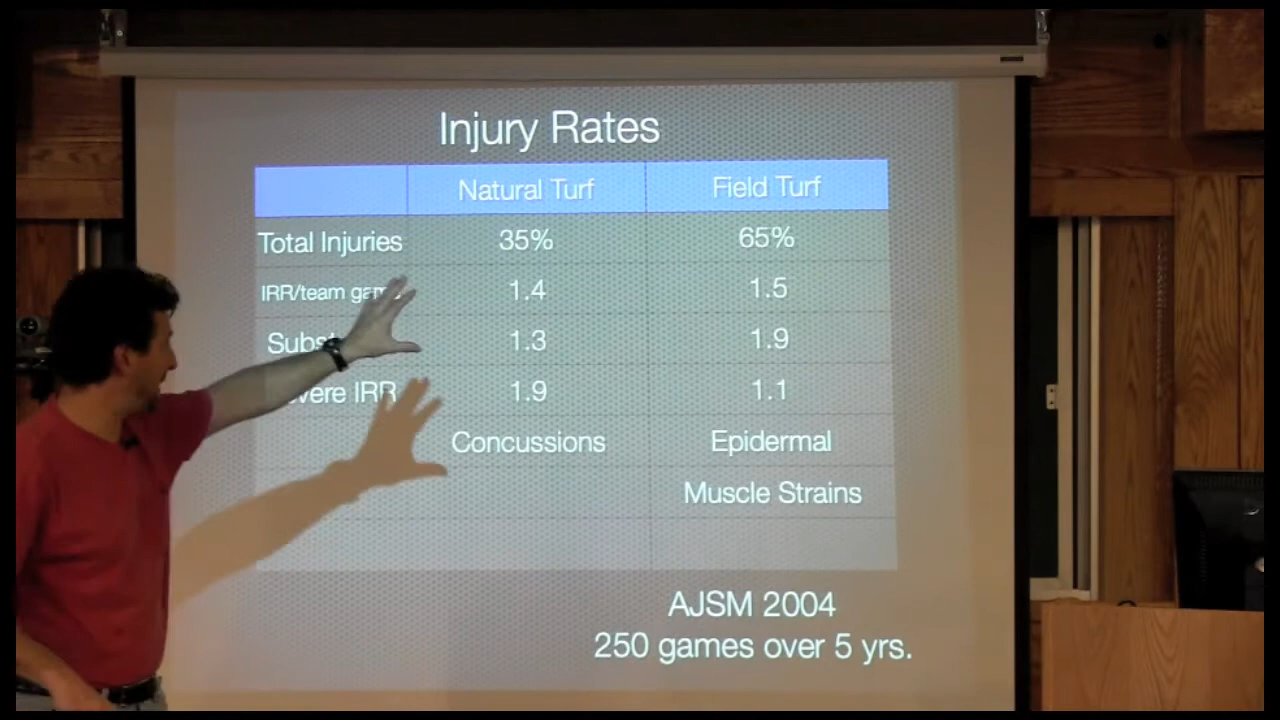 Injury Rates
Natural Turf Field Turf
Total Injuries 35% 65%
IRR/team 1.4 1.5
1.3 1.9
IRR 1.9 1.1
Concussions Epidermal
Muscle Strains
AJSM 2004
250 games over 5 yrs.